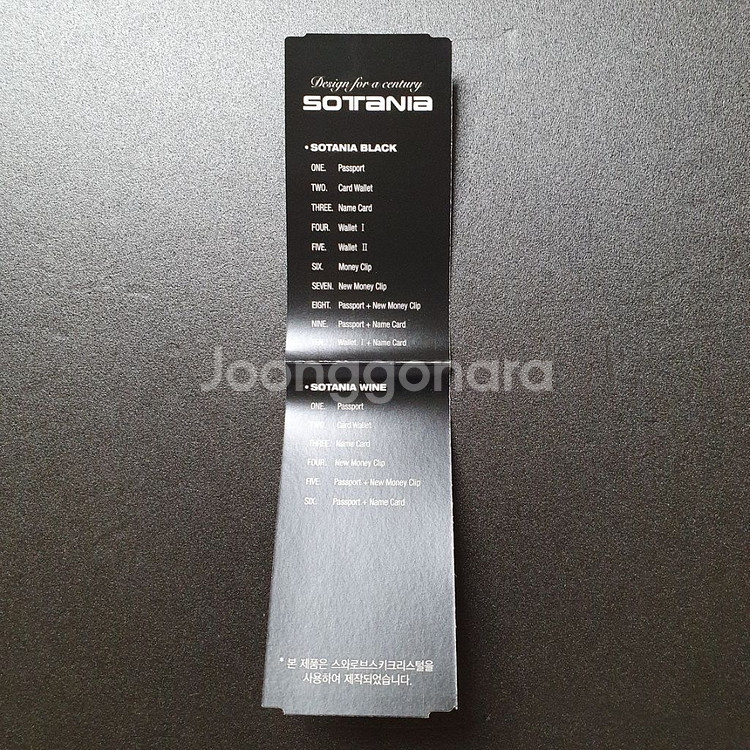 Design for a century
SOTANIA
• SOTANIA BLACK
ONE. Passport
TWO. Card Wallet
THREE. Name Card
FOUR. Wallet Ⅰ
FIVE. Wallet Ⅱ
SIX. Money Clip
SEVEN. New Money Clip
EIGHT. Passport + New Money Clip
NINE. Passport + Name Card
Wallet Ⅰ + Name Card
Joonggonara
• SOTANIA WINE
ONE. Passport
TWO. Card Wallet
THREE. Name Card
FOUR. New Money Clip
FIVE. Passport + New Money Clip
SIX. Passport + Name Card
* 본 제품은 스와로브스키크리스털을
사용하여 제작되었습니다.